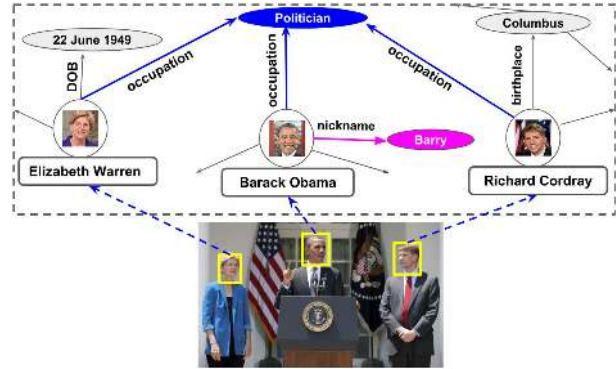 Politician
Columbus
22 June 1949
DOB
occupation
occupation
occupation
birthplace
nickname
Barry
Elizabeth Warren
Barack Obama
Richard Cordray